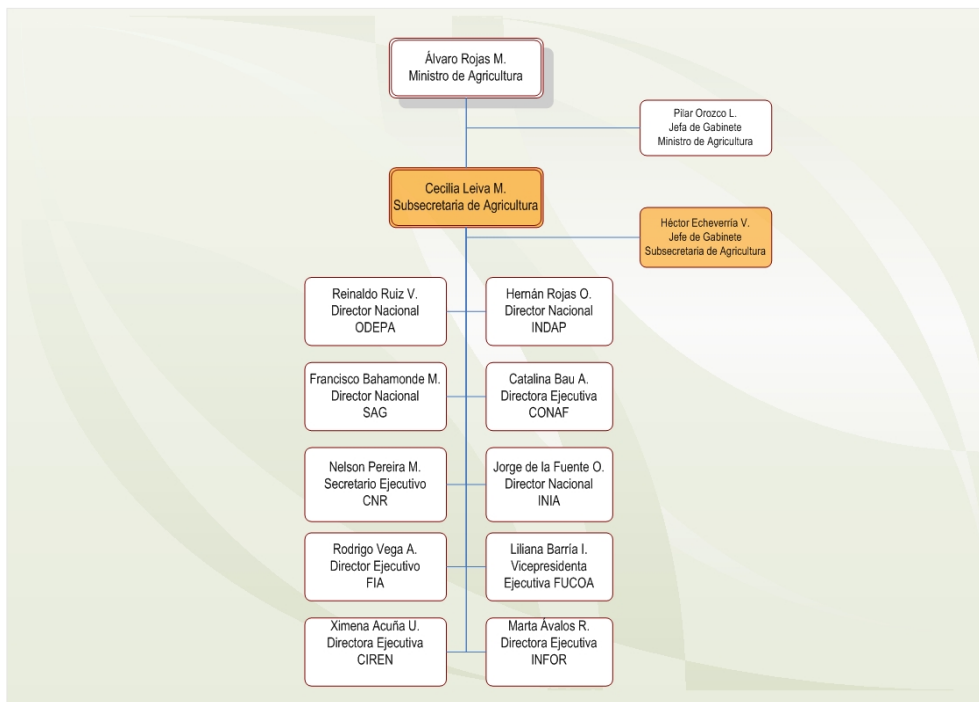 Álvaro Rojas M.
Ministro de Agricultura
Pilar Orozco L.
Jefa de Gabinete
Ministro de Agricultura
Cecilia Leiva M.
Subsecretaria de Agricultura
Héctor Echeverría V.
Jefe de Gabinete
Subsecretaria de Agricultura
Reinaldo Ruiz V.
Director Nacional
ODEPA
Hernán Rojas O.
Director Nacional
INDAP
Francisco Bahamonde M.
Director Nacional
SAG
Catalina Bau A.
Directora Ejecutiva
CONAF
Nelson Pereira M.
Secretario Ejecutivo
CNR
Jorge de la Fuente O.
Director Nacional
INIA
Rodrigo Vega A.
Director Ejecutivo
FIA
Liliana Barría I.
Vicepresidenta
Ejecutiva FUCOA
Ximena Acuña U.
Directora Ejecutiva
CIREN
Marta Ávalos R.
Directora Ejecutiva
INFOR